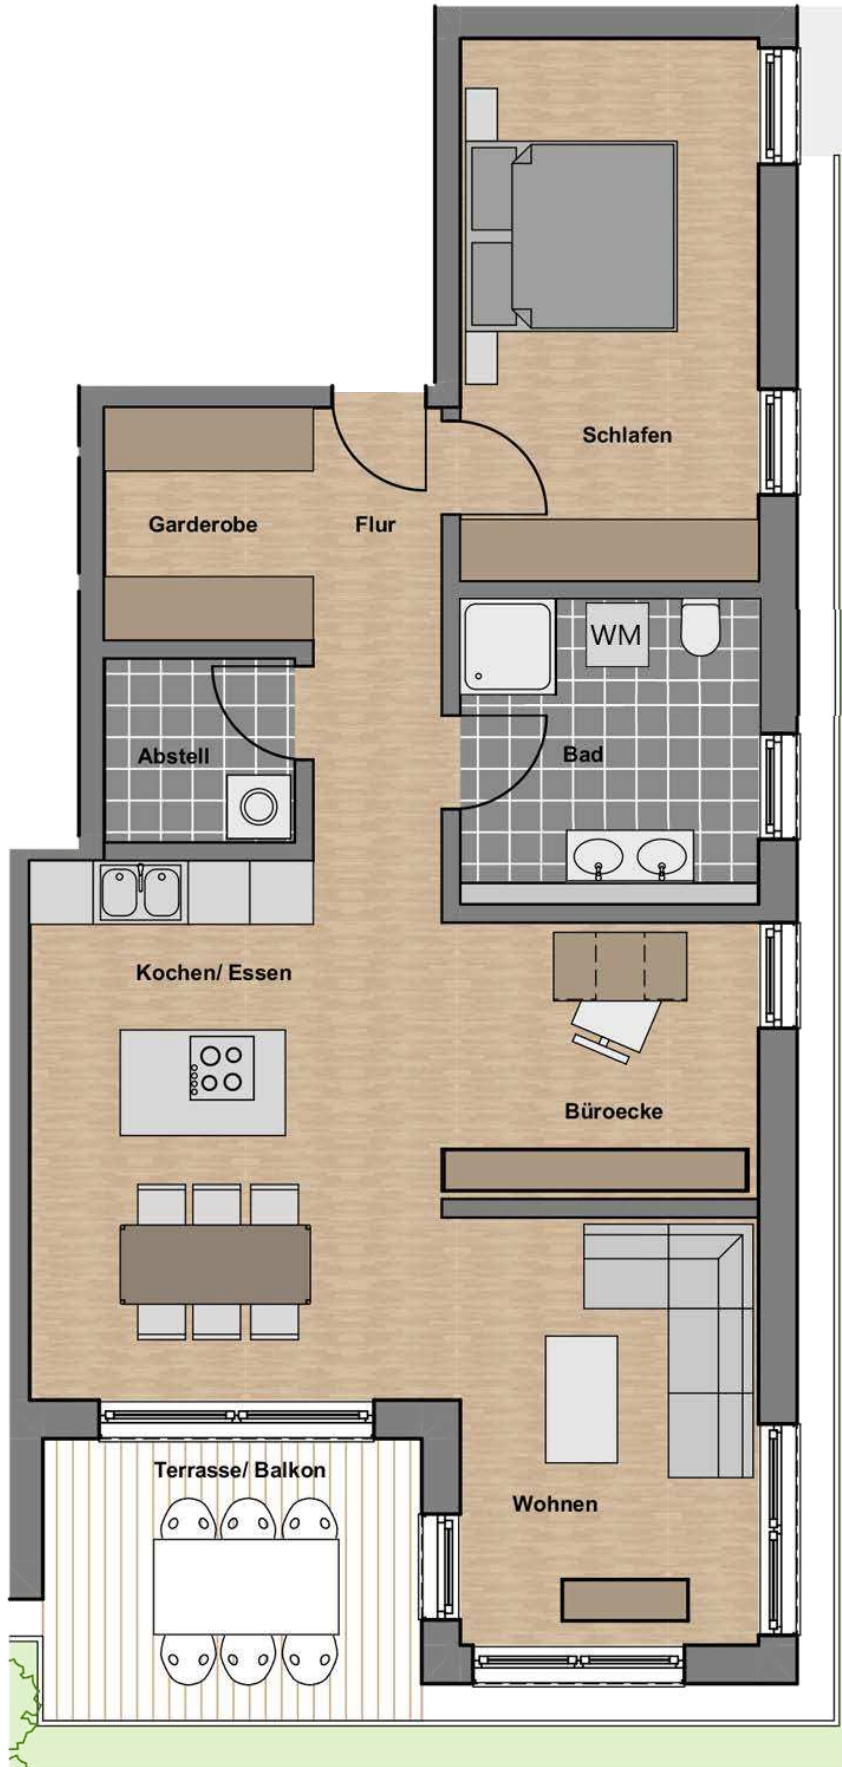 Schlafen
Garderobe
Flur
WM
Abstell
Bad
Kochen/ Essen
Büroecke
Terrasse/ Balkon
Wohnen